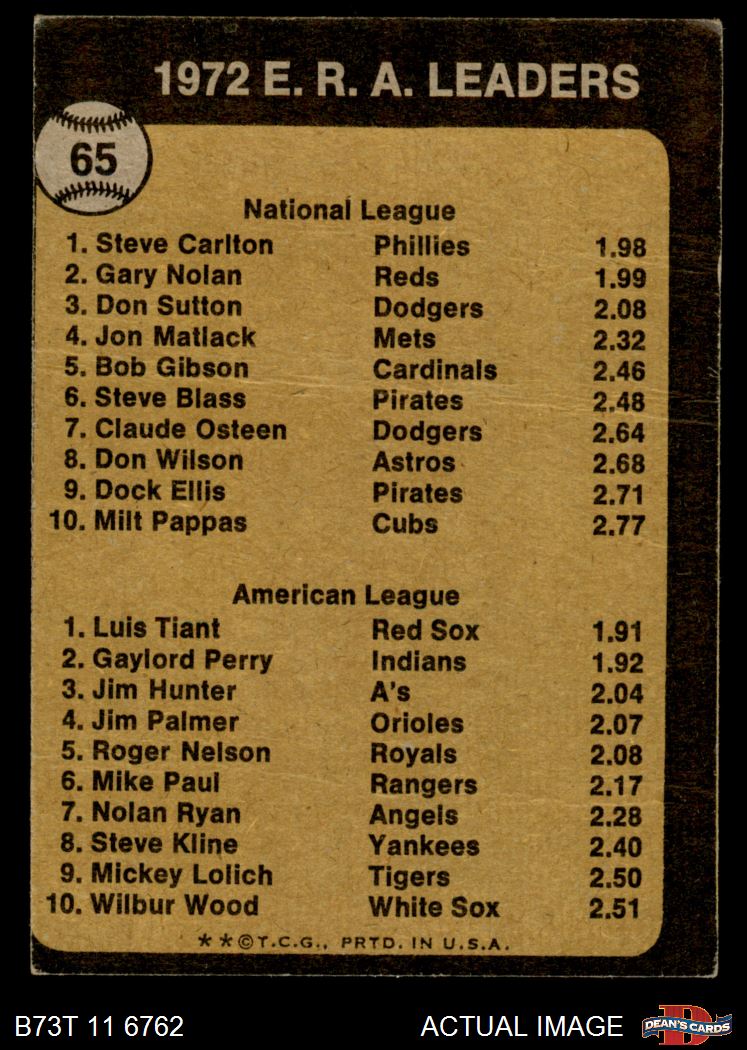 1972 E. R. A. LEADERS
65
National League
1. Steve Carlton Phillies 1.98
2. Gary Nolan Reds 1.99
3. Don Sutton Dodgers 2.08
4. Jon Matlack Mets 2.32
5. Bob Gibson Cardinals 2.46
6. Steve Blass Pirates 2.48
7. Claude Osteen Dodgers 2.64
8. Don Wilson Astros 2.68
9. Dock Ellis Pirates 2.71
10. Milt Pappas Cubs 2.77
American League
1. Luis Tiant Red Sox 1.91
2. Gaylord Perry Indians 1.92
3. Jim Hunter A's 2.04
4. Jim Palmer Orioles 2.07
5. Roger Nelson Royals 2.08
6. Mike Paul Rangers 2.17
7. Nolan Ryan Angels 2.28
8. Steve Kline Yankees 2.40
9. Mickey Lolich Tigers 2.50
10. Wilbur Wood White Sox 2.51
**©T.C.G., PRTD. IN U.S.A.
B73T 11 6762 ACTUAL IMAGE D DEAN'S CARDS